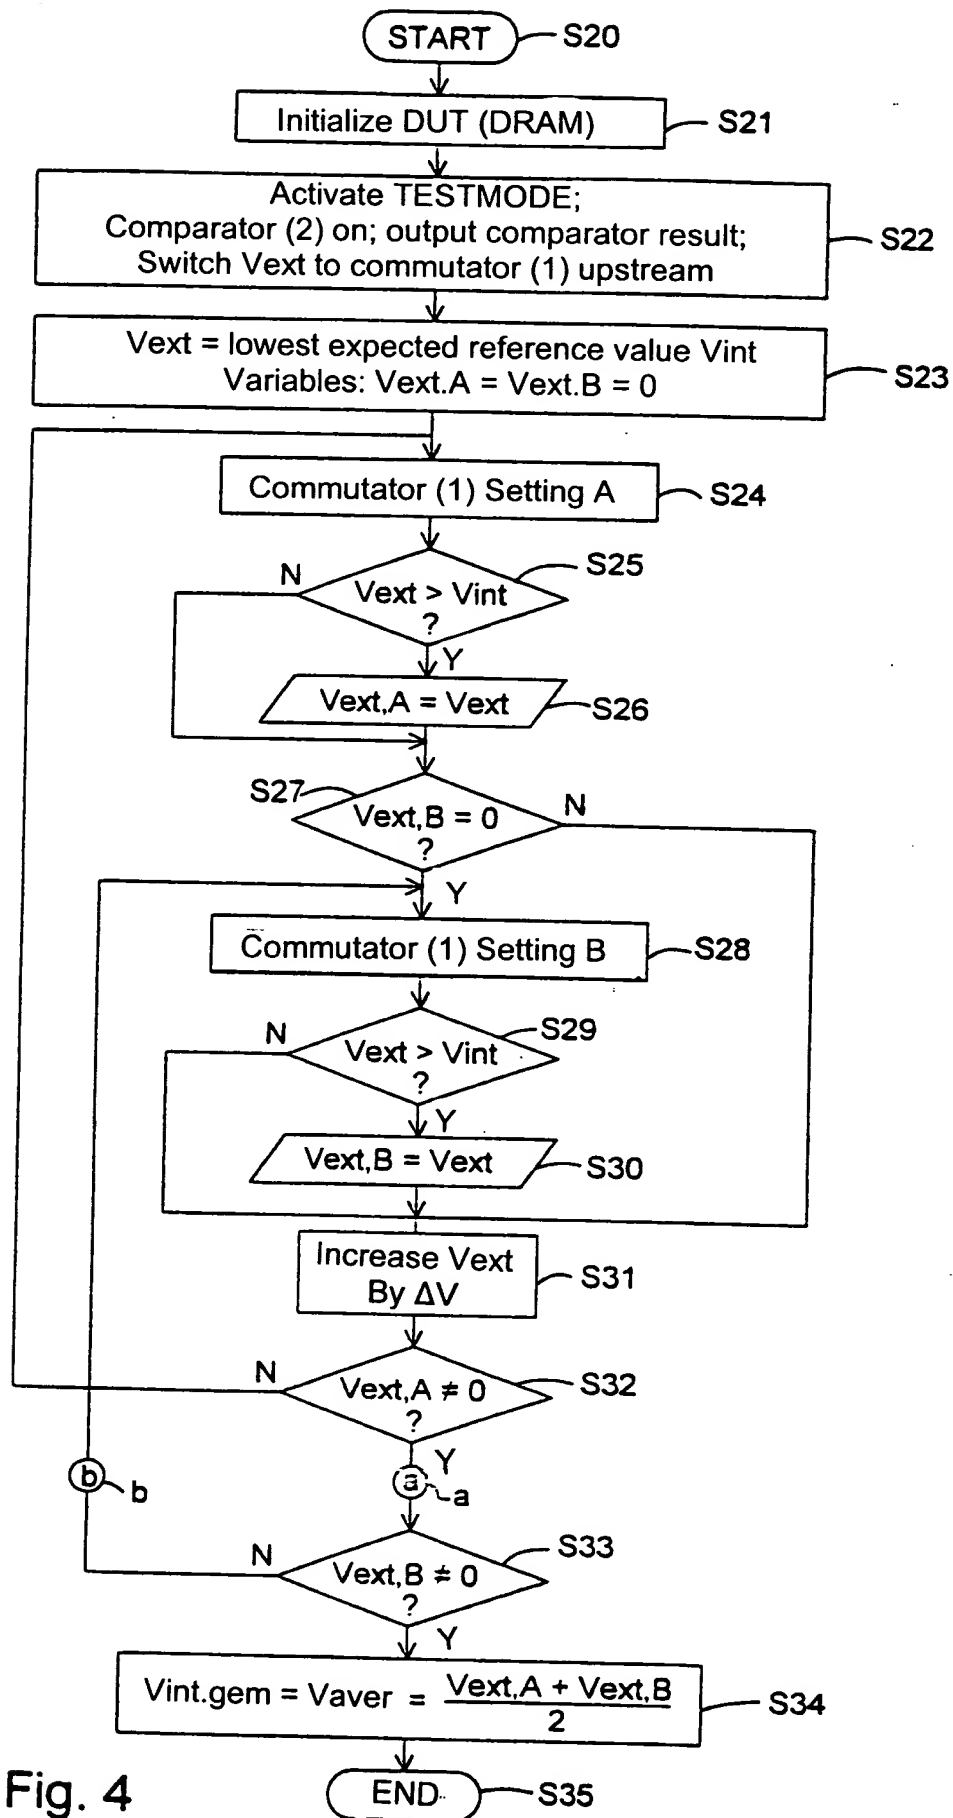 START
S20
Initialize DUT (DRAM)
S21
Activate TESTMODE;
Comparator (2) on; output comparator result;
Switch Vext to commutator (1) upstream
S22
Vext = lowest expected reference value Vint
Variables: Vext.A = Vext.B = 0
S23
Commutator (1) Setting A
S24
Vext > Vint
?
S25
N
Y
Vext,A = Vext
S26
S27
Vext,B = 0
?
N
Y
Commutator (1) Setting B
S28
Vext > Vint
?
S29
N
Y
Vext,B = Vext
S30
Increase Vext
By ΔV
S31
N
Vext,A ≠ 0
?
S32
Y
b
b
a
a
N
Vext,B ≠ 0
?
S33
Y
Vint.gem = Vaver = Vext,A + Vext,B / 2
S34
END
S35
Fig. 4